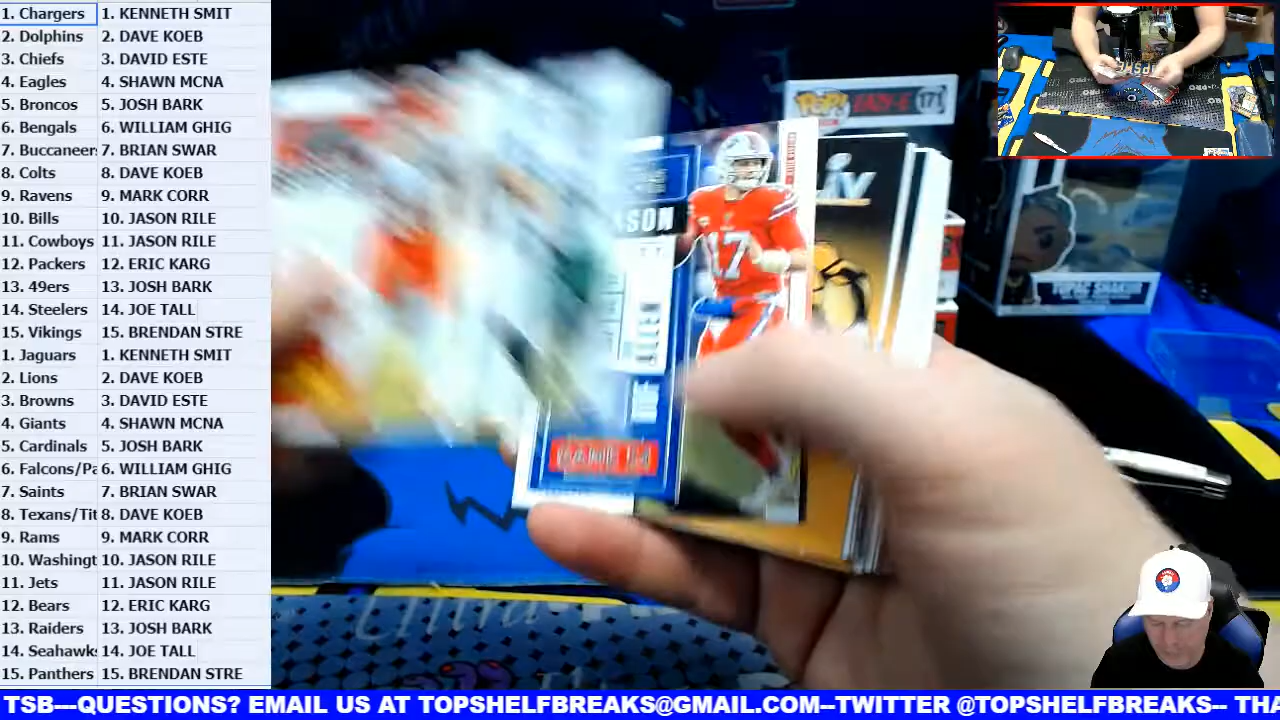 1. Chargers 1. KENNETH SMIT
2. Dolphins 2. DAVE KOEB
3. Chiefs 3. DAVID ESTE
4. Eagles 4. SHAWN MCNA
5. Broncos 5. JOSH BARK
6. Bengals 6. WILLIAM GHIG
7. Buccaneer 7. BRIAN SWAR
8. Colts 8. DAVE KOEB
9. Ravens 9. MARK CORR
10. Bills 10. JASON RILE
11. Cowboys 11. JASON RILE
12. Packers 12. ERIC KARG
13. 49ers 13. JOSH BARK
14. Steelers 14. JOE TALL
15. Vikings 15. BRENDAN STRE
1. Jaguars 1. KENNETH SMIT
2. Lions 2. DAVE KOEB
3. Browns 3. DAVID ESTE
4. Giants 4. SHAWN MCNA
5. Cardinals 5. JOSH BARK
6. Falcons/Pa 6. WILLIAM GHIG
7. Saints 7. BRIAN SWAR
8. Texans/Tit 8. DAVE KOEB
9. Rams 9. MARK CORR
10. Washingt 10. JASON RILE
11. Jets 11. JASON RILE
12. Bears 12. ERIC KARG
13. Raiders 13. JOSH BARK
14. Seahawk 14. JOE TALL
15. Panthers 15. BRENDAN STRE
POP! EAZY-E 171
LIV
ASON
17
ALLEN
TUPAC SHAKUR
TSB---QUESTIONS? EMAIL US AT TOPSHELFBREAKS@GMAIL.COM--TWITTER @TOPSHELFBREAKS-- THA